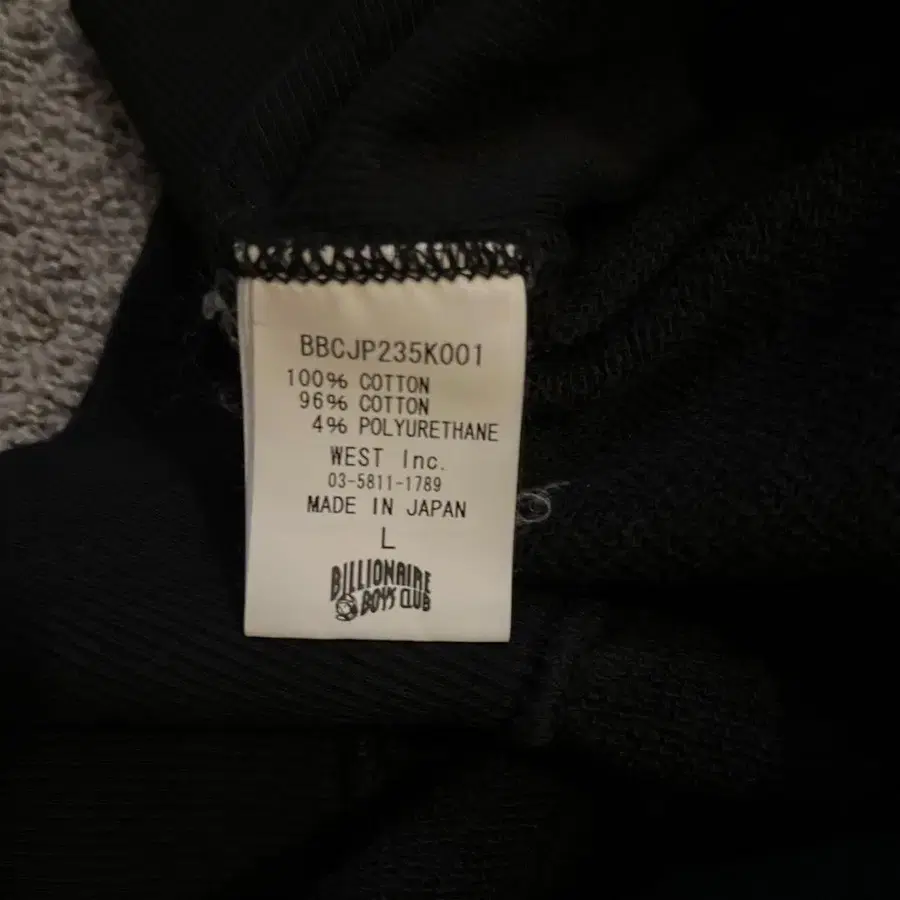 BBCJP235K001
100% COTTON
96% COTTON
4% POLYURETHANE
WEST Inc.
03-5811-1789
MADE IN JAPAN
L
BILLIONAIRE
BOYS CLUB